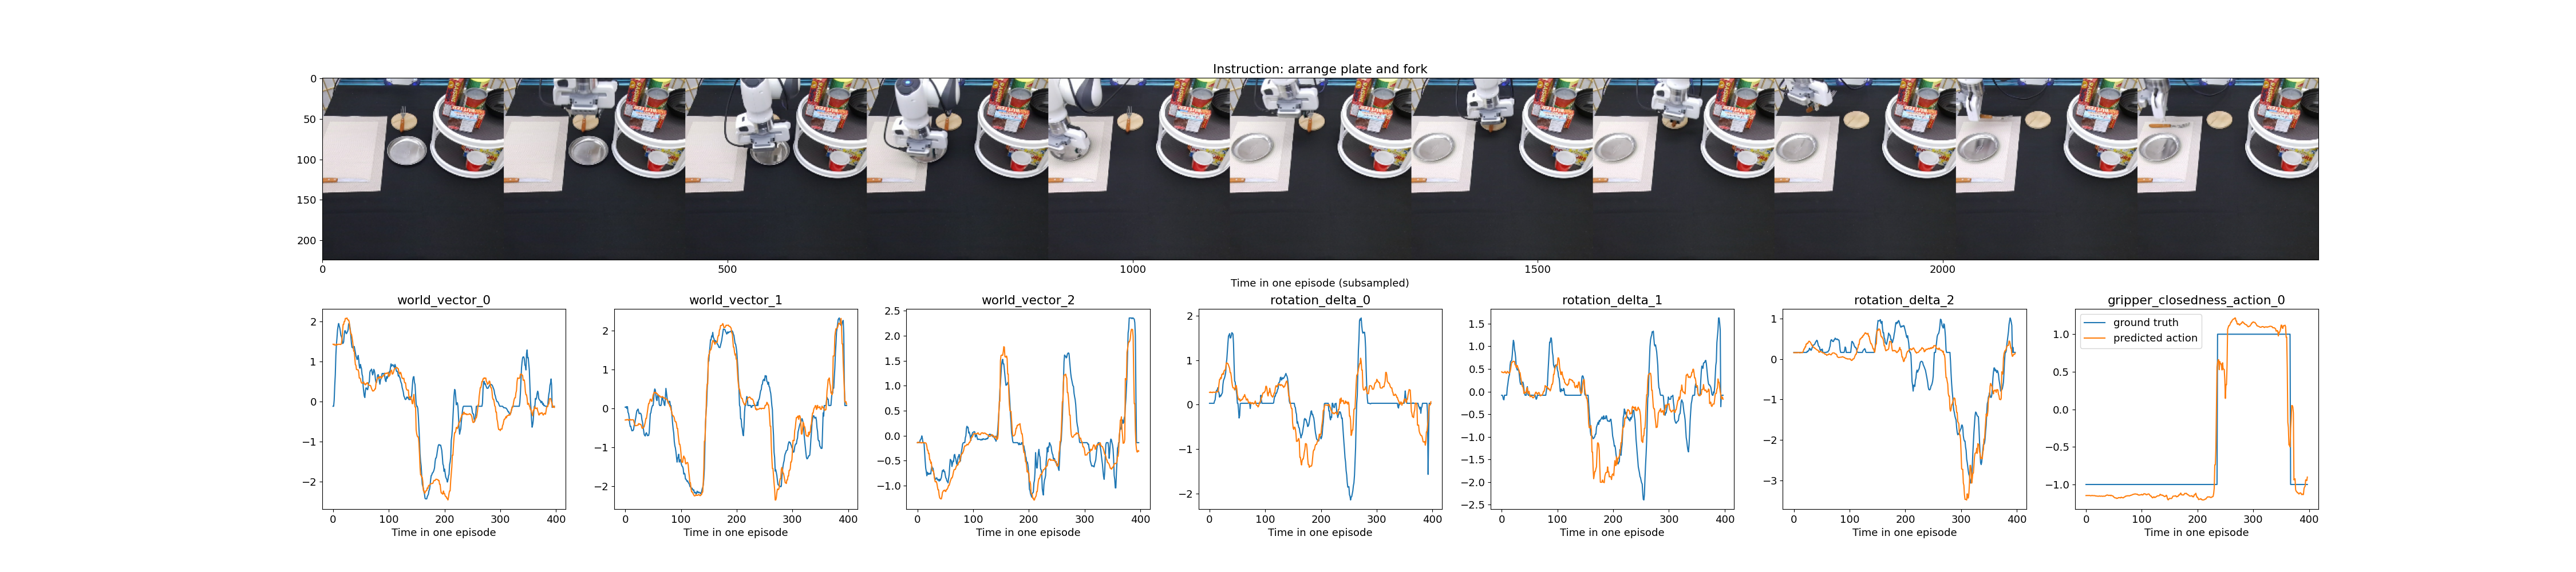 Instruction: arrange plate and fork
0
50
100
150
200
0 500 1000 1500 2000
Time in one episode (subsampled)
world_vector_0 world_vector_1 world_vector_2 rotation_delta_0 rotation_delta_1 rotation_delta_2 gripper_closedness_action_0
2
1
0
−1
−2
0 100 200 300 400
Time in one episode
2
1
0
−1
−2
0 100 200 300 400
Time in one episode
2.5
2.0
1.5
1.0
0.5
0.0
−0.5
−1.0
0 100 200 300 400
Time in one episode
2
1
0
−1
−2
0 100 200 300 400
Time in one episode
1.5
1.0
0.5
0.0
−0.5
−1.0
−1.5
−2.0
−2.5
0 100 200 300 400
Time in one episode
1
0
−1
−2
−3
0 100 200 300 400
Time in one episode
ground truth
predicted action
1.0
0.5
0.0
−0.5
−1.0
0 100 200 300 400
Time in one episode